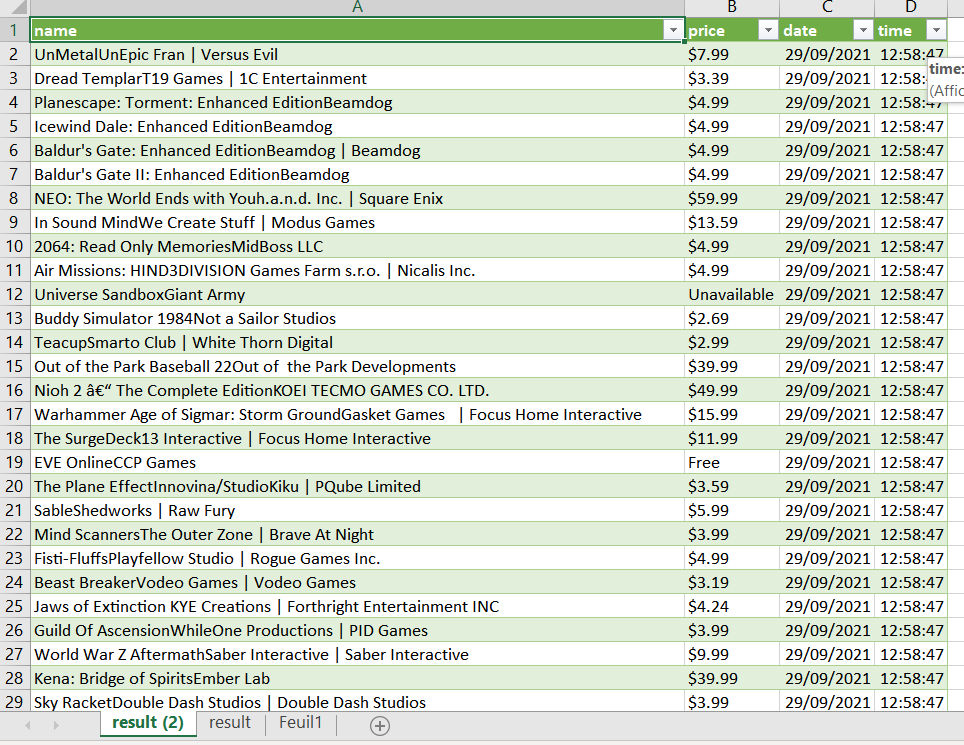 A B C D
1 name price date time
2 UnMetalUnEpic Fran | Versus Evil $7.99 29/09/2021 12:58:47
time:
3 Dread TemplarT19 Games | 1C Entertainment $3.39 29/09/2021 12:58:
(Affic
4 Planescape: Torment: Enhanced EditionBeamdog $4.99 29/09/2021 12:58:47
5 Icewind Dale: Enhanced EditionBeamdog $4.99 29/09/2021 12:58:47
6 Baldur's Gate: Enhanced EditionBeamdog | Beamdog $4.99 29/09/2021 12:58:47
7 Baldur's Gate II: Enhanced EditionBeamdog $4.99 29/09/2021 12:58:47
8 NEO: The World Ends with Youh.a.n.d. Inc. | Square Enix $59.99 29/09/2021 12:58:47
9 In Sound MindWe Create Stuff | Modus Games $13.59 29/09/2021 12:58:47
10 2064: Read Only MemoriesMidBoss LLC $4.99 29/09/2021 12:58:47
11 Air Missions: HIND3DIVISION Games Farm s.r.o. | Nicalis Inc. $4.99 29/09/2021 12:58:47
12 Universe SandboxGiant Army Unavailable 29/09/2021 12:58:47
13 Buddy Simulator 1984Not a Sailor Studios $2.69 29/09/2021 12:58:47
14 TeacupSmarto Club | White Thorn Digital $2.99 29/09/2021 12:58:47
15 Out of the Park Baseball 22Out of  the Park Developments $39.99 29/09/2021 12:58:47
16 Nioh 2 â€“ The Complete EditionKOEI TECMO GAMES CO. LTD. $49.99 29/09/2021 12:58:47
17 Warhammer Age of Sigmar: Storm GroundGasket Games   | Focus Home Interactive $15.99 29/09/2021 12:58:47
18 The SurgeDeck13 Interactive | Focus Home Interactive $11.99 29/09/2021 12:58:47
19 EVE OnlineCCP Games Free 29/09/2021 12:58:47
20 The Plane EffectInnovina/StudioKiku | PQube Limited $3.59 29/09/2021 12:58:47
21 SableShedworks | Raw Fury $5.99 29/09/2021 12:58:47
22 Mind ScannersThe Outer Zone | Brave At Night $3.99 29/09/2021 12:58:47
23 Fisti-FluffsPlayfellow Studio | Rogue Games Inc. $4.99 29/09/2021 12:58:47
24 Beast BreakerVodeo Games | Vodeo Games $3.19 29/09/2021 12:58:47
25 Jaws of Extinction KYE Creations | Forthright Entertainment INC $4.24 29/09/2021 12:58:47
26 Guild Of AscensionWhileOne Productions | PID Games $3.99 29/09/2021 12:58:47
27 World War Z AftermathSaber Interactive | Saber Interactive $9.99 29/09/2021 12:58:47
28 Kena: Bridge of SpiritsEmber Lab $39.99 29/09/2021 12:58:47
29 Sky RacketDouble Dash Studios | Double Dash Studios $3.99 29/09/2021 12:58:47
result (2) result Feuil1